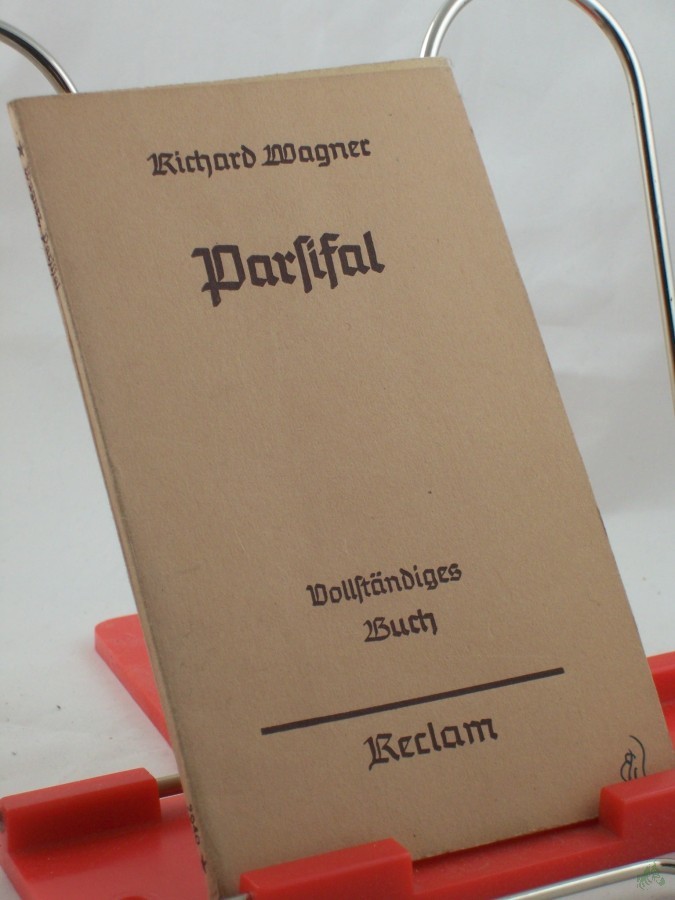 Richard Wagner
Parſifal
Vollſtändiges
Buch
Reclam